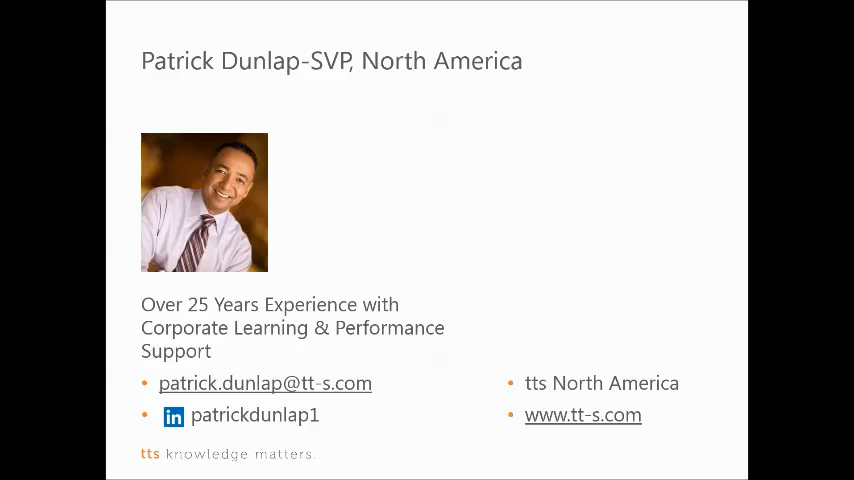 Patrick Dunlap-SVP, North America
Over 25 Years Experience with
Corporate Learning & Performance
Support
• patrick.dunlap@tt-s.com
• in patrickdunlap1
• tts North America
• www.tt-s.com
tts knowledge matters.